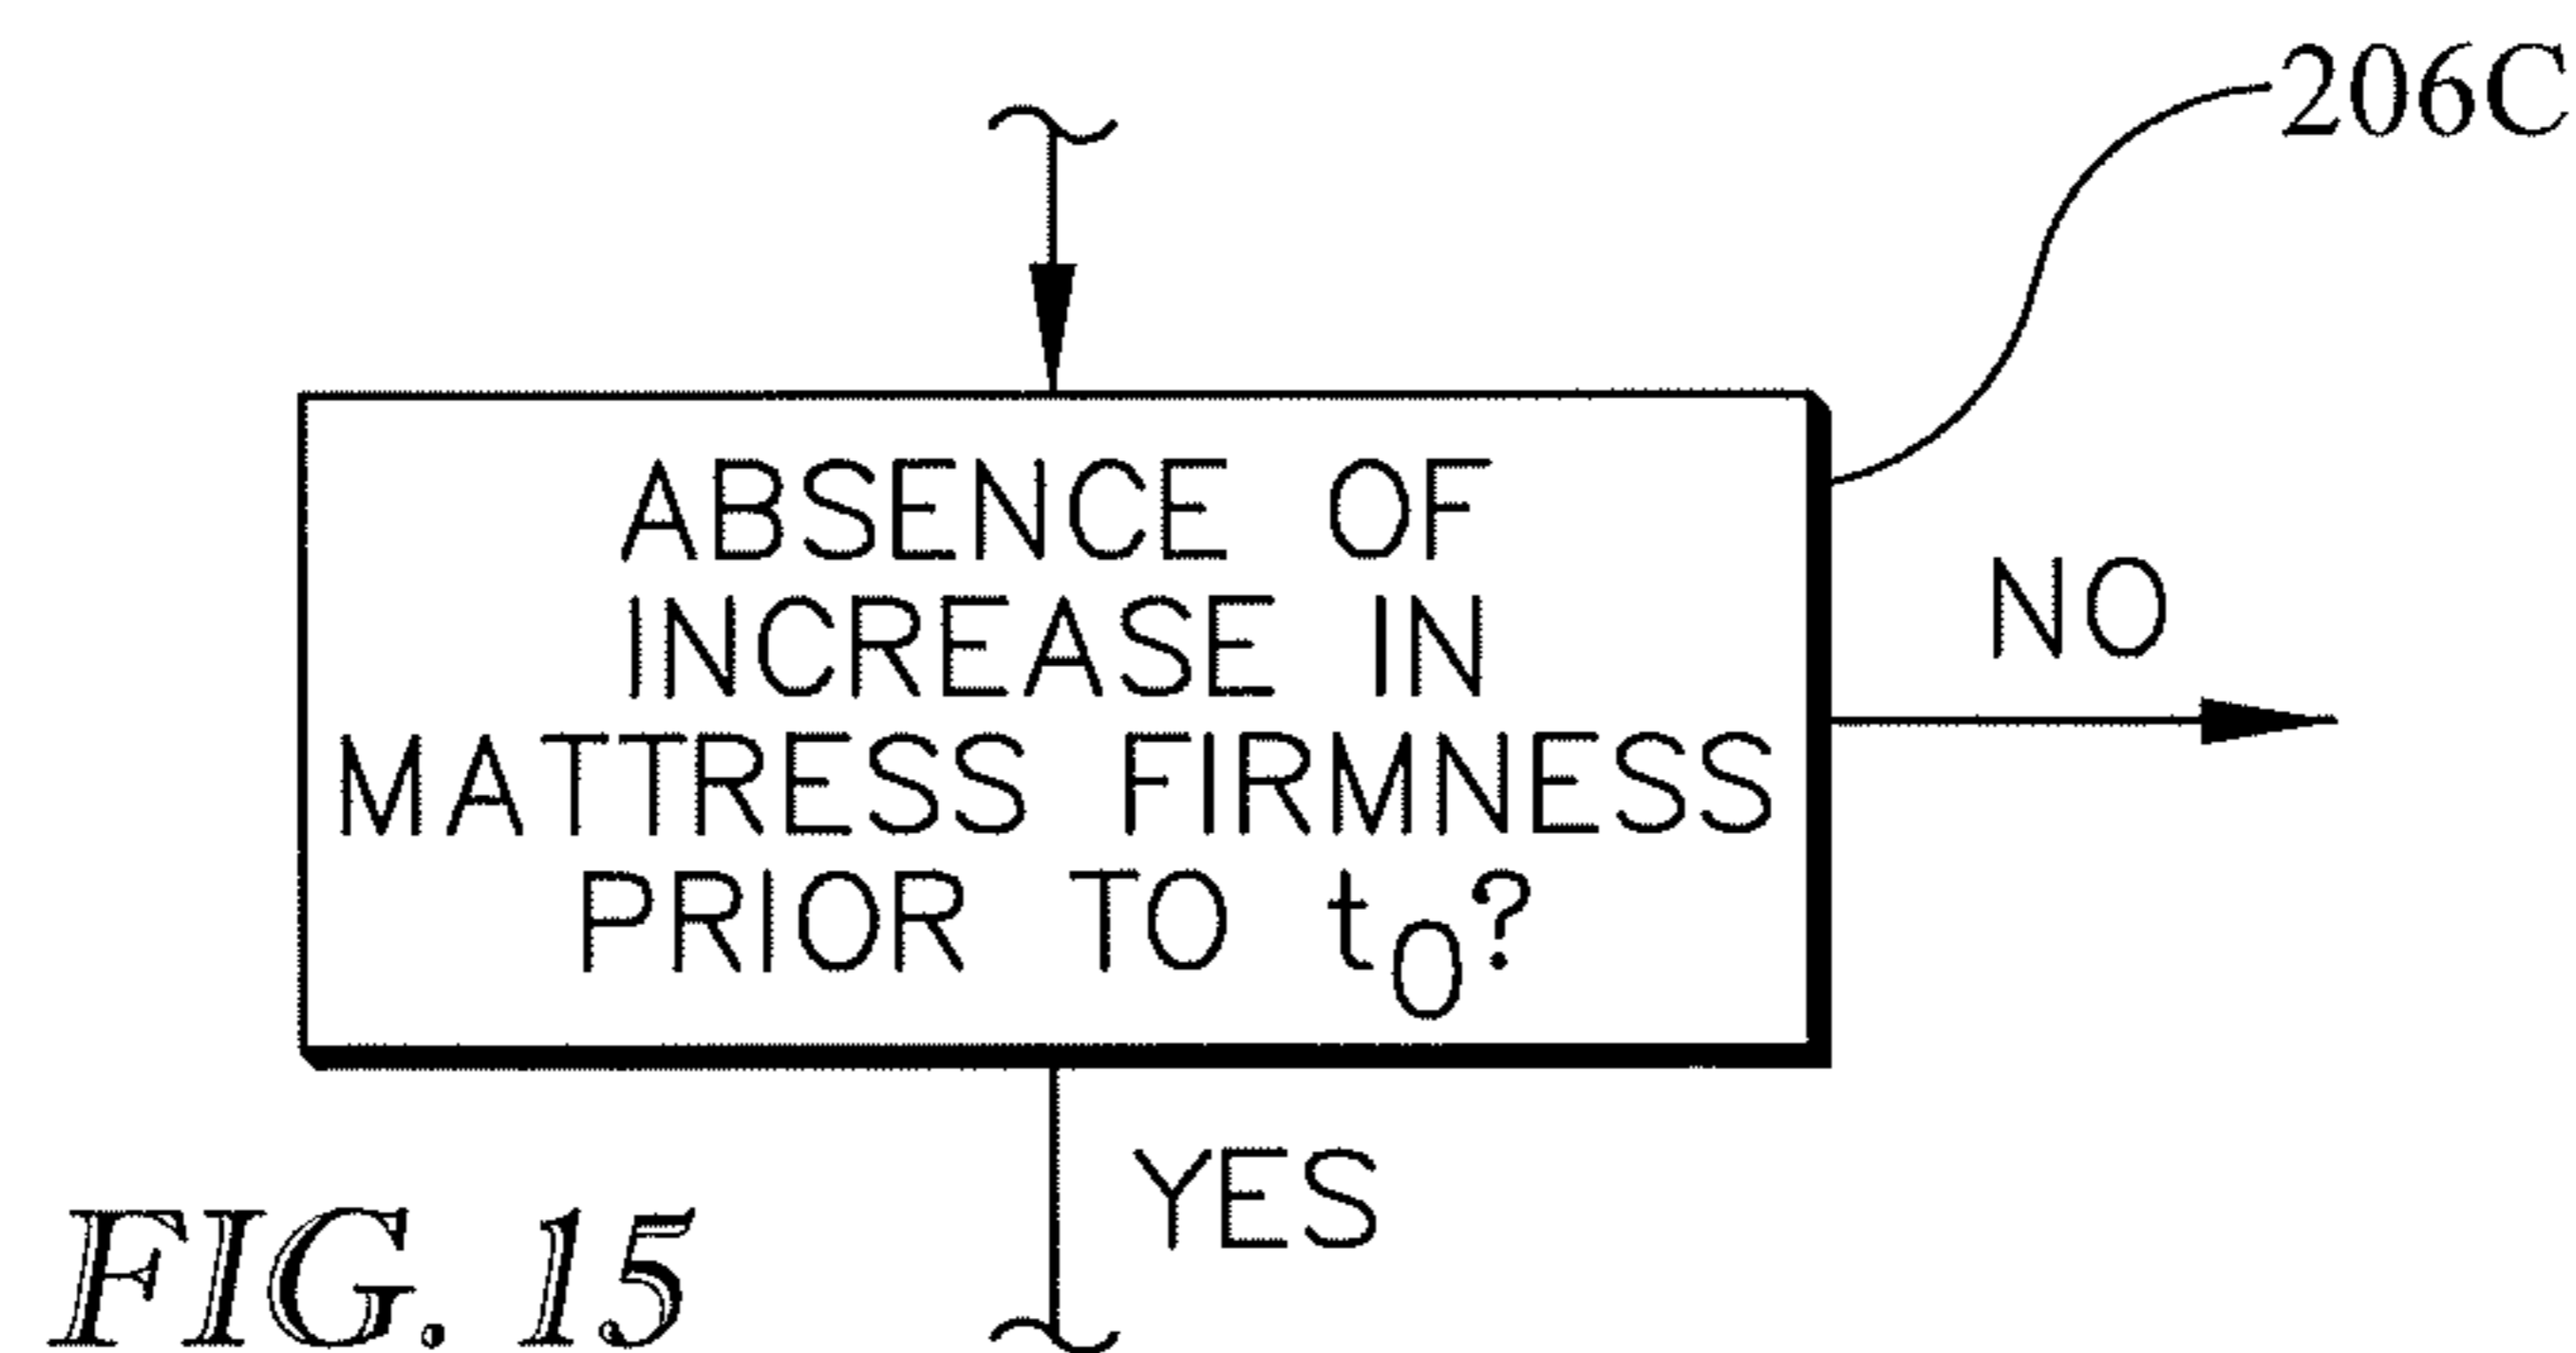 206C
ABSENCE OF
INCREASE IN
MATTRESS FIRMNESS
PRIOR TO t₀?
NO
YES
FIG. 15